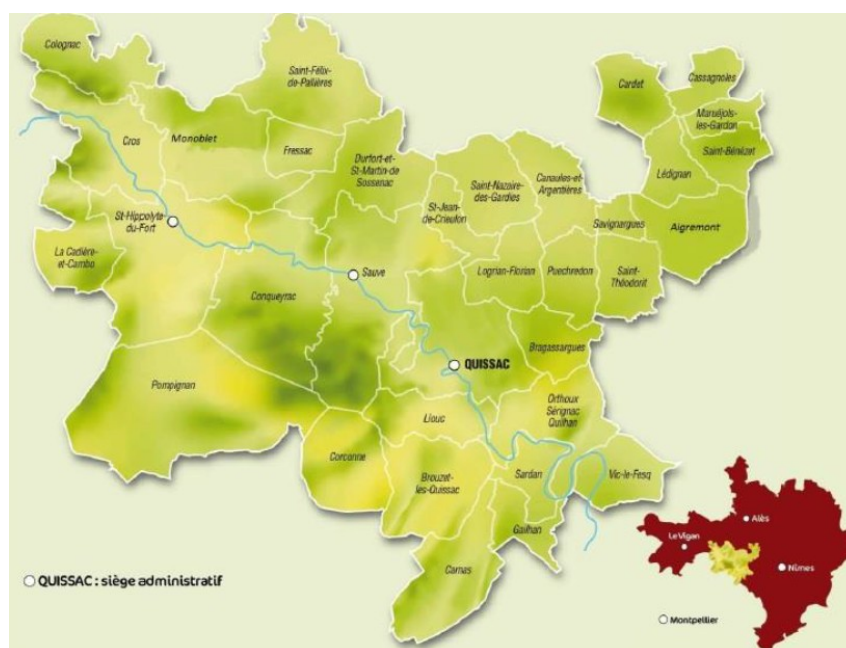 Colognac
Saint-Félix-
de-Pallières
Cardet
Cassagnoles
Maruéjols-
les-Gardon
Saint-Bénézet
Cros
Monoblet
Fressac
Durfort-et-
St-Martin-de
Sossenac
St-Jean-
de-Crieulon
Saint-Nazaire-
des-Gardies
Canaules-et-
Argentières
Lédignan
Savignargues
Aigremont
St-Hippolyte-
du-Fort
La Cadière-
et-Cambo
Sauve
Conqueyrac
Logrian-Florian
Puechredon
Saint-
Théodorit
Bragassargues
QUISSAC
Pompignan
Liouc
Orthoux
Sérignac
Quilhan
Corconne
Brouzet-
les-Quissac
Sardan
Vic-le-Fesq
Gailhan
Carnas
QUISSAC : siège administratif
Alès
Le Vigan
Nîmes
Montpellier